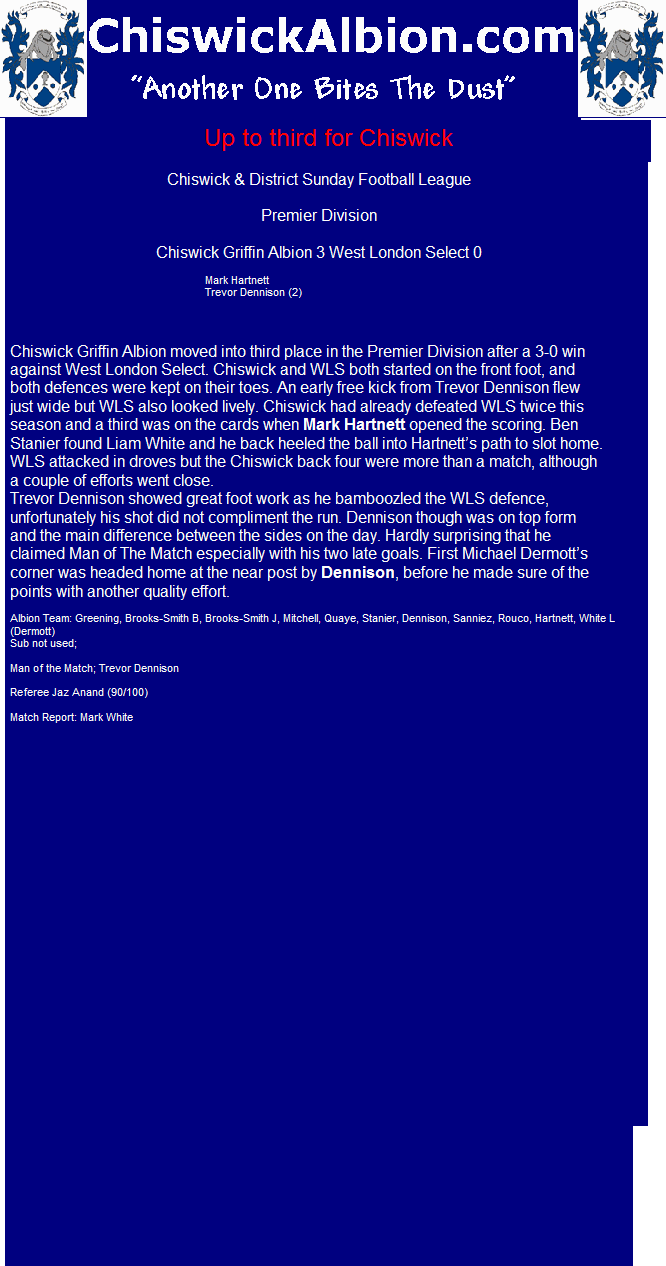 ChiswickAlbion.com
"Another One Bites The Dust"
Up to third for Chiswick
Chiswick & District Sunday Football League
Premier Division
Chiswick Griffin Albion 3 West London Select 0
Mark Hartnett
Trevor Dennison (2)
Chiswick Griffin Albion moved into third place in the Premier Division after a 3-0 win
against West London Select. Chiswick and WLS both started on the front foot, and
both defences were kept on their toes. An early free kick from Trevor Dennison flew
just wide but WLS also looked lively. Chiswick had already defeated WLS twice this
season and a third was on the cards when Mark Hartnett opened the scoring. Ben
Stanier found Liam White and he back heeled the ball into Hartnett's path to slot home.
WLS attacked in droves but the Chiswick back four were more than a match, although
a couple of efforts went close.
Trevor Dennison showed great foot work as he bamboozled the WLS defence,
unfortunately his shot did not compliment the run. Dennison though was on top form
and the main difference between the sides on the day. Hardly surprising that he
claimed Man of The Match especially with his two late goals. First Michael Dermott's
corner was headed home at the near post by Dennison, before he made sure of the
points with another quality effort.
Albion Team: Greening, Brooks-Smith B, Brooks-Smith J, Mitchell, Quaye, Stanier, Dennison, Sanniez, Rouco, Hartnett, White L
(Dermott)
Sub not used;
Man of the Match; Trevor Dennison
Referee Jaz Anand (90/100)
Match Report: Mark White